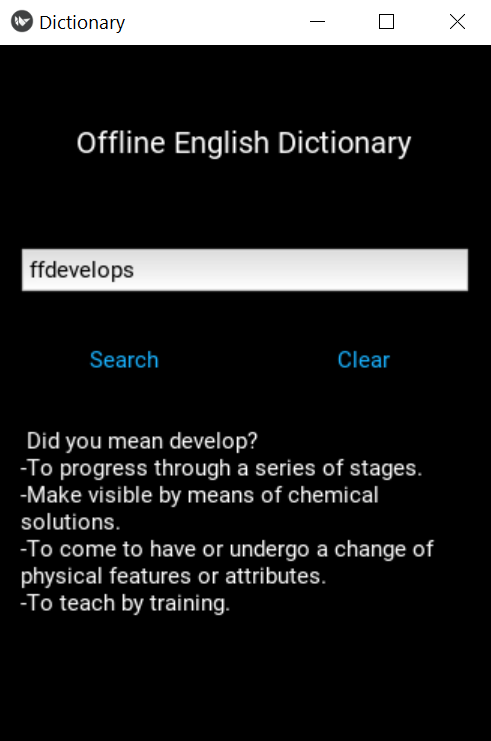 Dictionary
Offline English Dictionary
ffdevelops
Search Clear
Did you mean develop?
-To progress through a series of stages.
-Make visible by means of chemical
solutions.
-To come to have or undergo a change of
physical features or attributes.
-To teach by training.